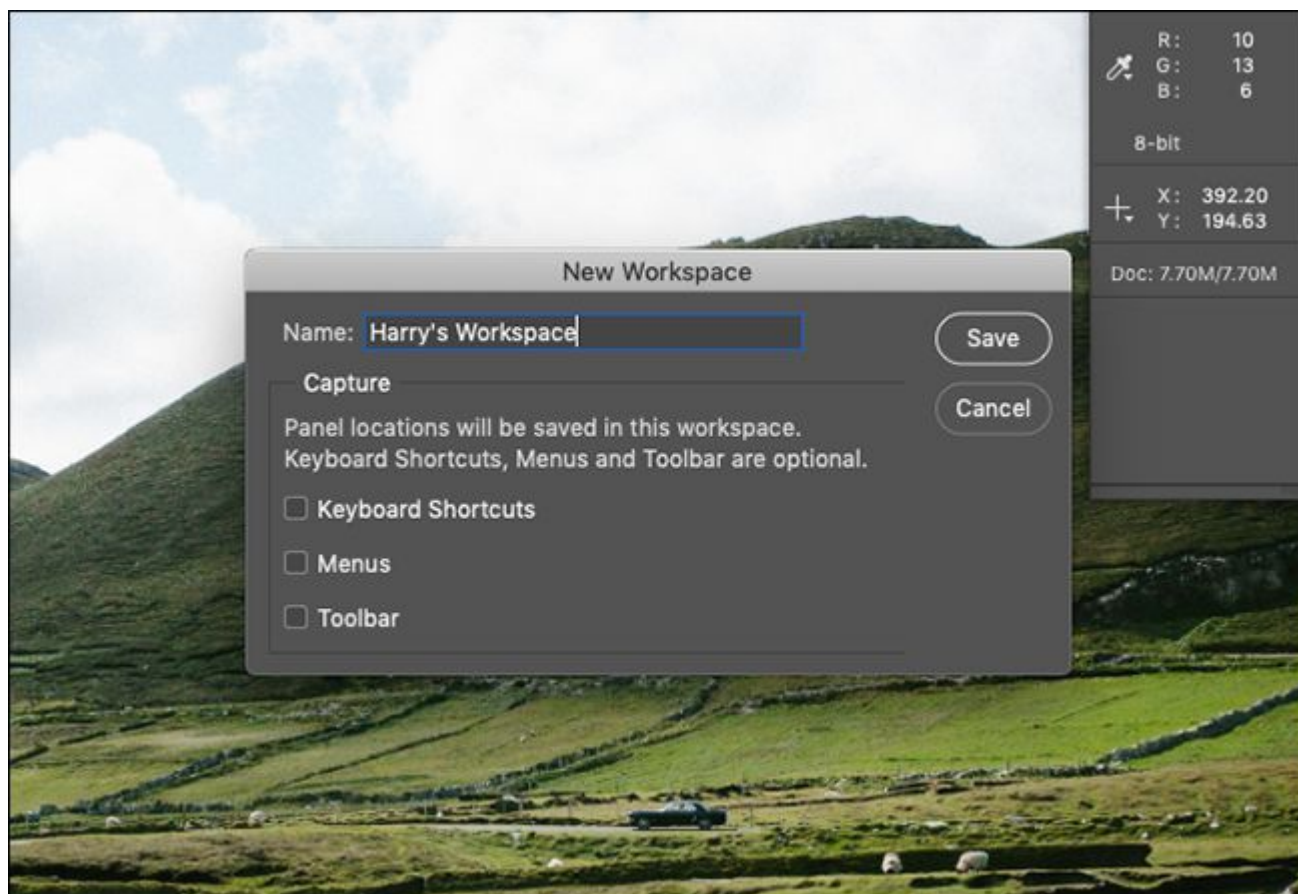 New Workspace
Name: Harry's Workspace
Save
Capture
Cancel
Panel locations will be saved in this workspace.
Keyboard Shortcuts, Menus and Toolbar are optional.
Keyboard Shortcuts
Menus
Toolbar
R: 10
G: 13
B: 6
8-bit
X: 392.20
Y: 194.63
Doc: 7.70M/7.70M